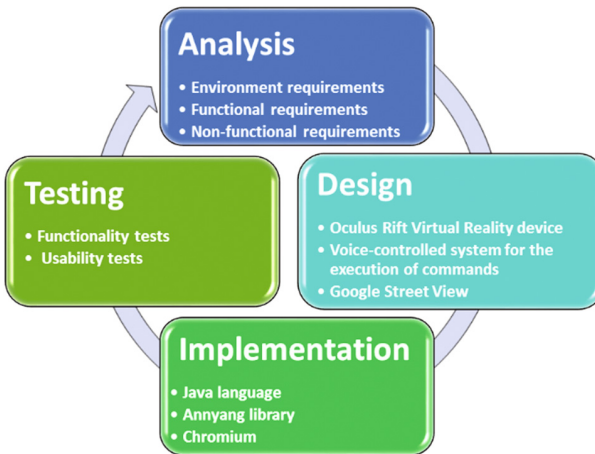 Analysis
• Environment requirements
• Functional requirements
• Non-functional requirements
Testing
• Functionality tests
• Usability tests
Design
• Oculus Rift Virtual Reality device
• Voice-controlled system for the
execution of commands
• Google Street View
Implementation
• Java language
• Annyang library
• Chromium